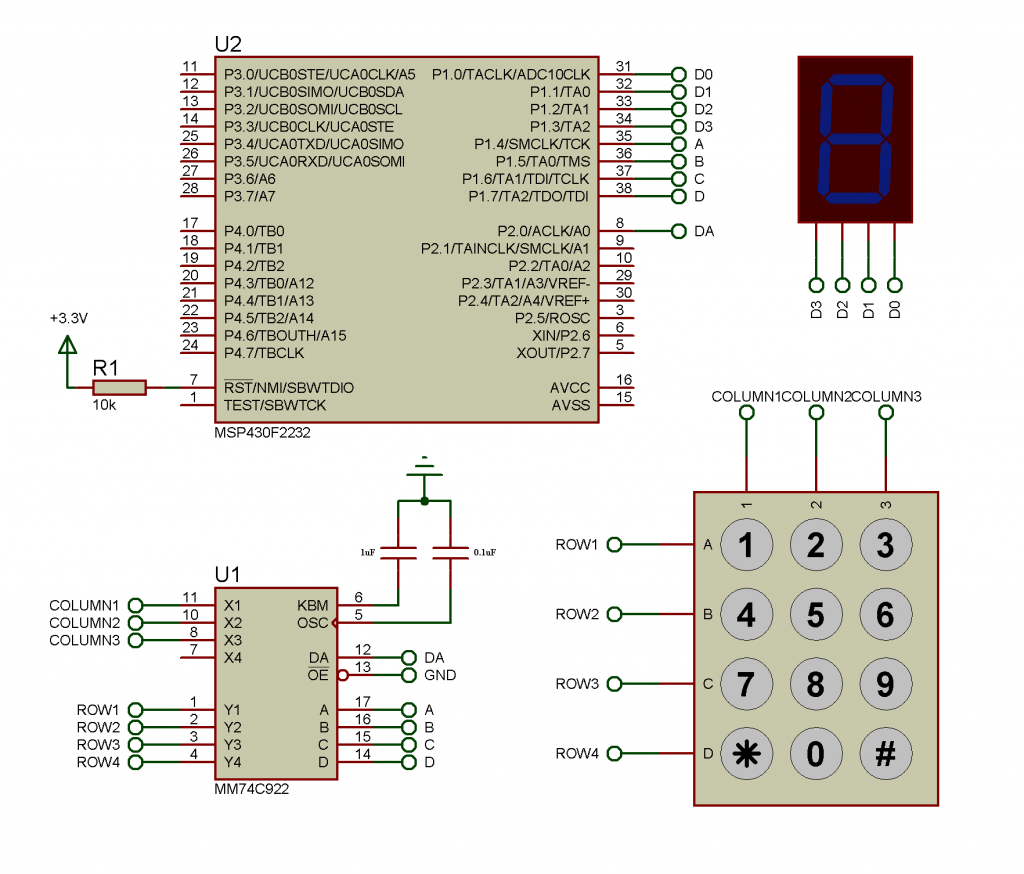 U2
11 P3.0/UCB0STE/UCA0CLK/A5 P1.0/TACLK/ADC10CLK 31 D0
12 P3.1/UCB0SIMO/UCB0SDA P1.1/TA0 32 D1
13 P3.2/UCB0SOMI/UCB0SCL P1.2/TA1 33 D2
14 P3.3/UCB0CLK/UCA0STE P1.3/TA2 34 D3
25 P3.4/UCA0TXD/UCA0SIMO P1.4/SMCLK/TCK 35 A
26 P3.5/UCA0RXD/UCA0SOMI P1.5/TA0/TMS 36 B
27 P3.6/A6 P1.6/TA1/TDI/TCLK 37 C
28 P3.7/A7 P1.7/TA2/TDO/TDI 38 D
17 P4.0/TB0 P2.0/ACLK/A0 8 DA
18 P4.1/TB1 P2.1/TAINCLK/SMCLK/A1 9
19 P4.2/TB2 P2.2/TA0/A2 10
20 P4.3/TB0/A12 P2.3/TA1/A3/VREF- 29
21 P4.4/TB1/A13 P2.4/TA2/A4/VREF+ 30
22 P4.5/TB2/A14 P2.5/ROSC 3
23 P4.6/TBOUTH/A15 XIN/P2.6 6
24 P4.7/TBCLK XOUT/P2.7 5
7 RST/NMI/SBWTDIO AVCC 16
1 TEST/SBWTCK AVSS 15
MSP430F2232
+3.3V
R1
10k
D3 D2 D1 D0
1uF 0.1uF
U1
COLUMN1 11 X1 KBM 6
COLUMN2 10 X2 OSC 5
COLUMN3 8 X3
7 X4 DA 12 DA
OE 13 GND
ROW1 1 Y1 A 17 A
ROW2 2 Y2 B 16 B
ROW3 3 Y3 C 15 C
ROW4 4 Y4 D 14 D
MM74C922
COLUMN1 COLUMN2 COLUMN3
1 2 3
ROW1 A 1 2 3
ROW2 B 4 5 6
ROW3 C 7 8 9
ROW4 D * 0 #